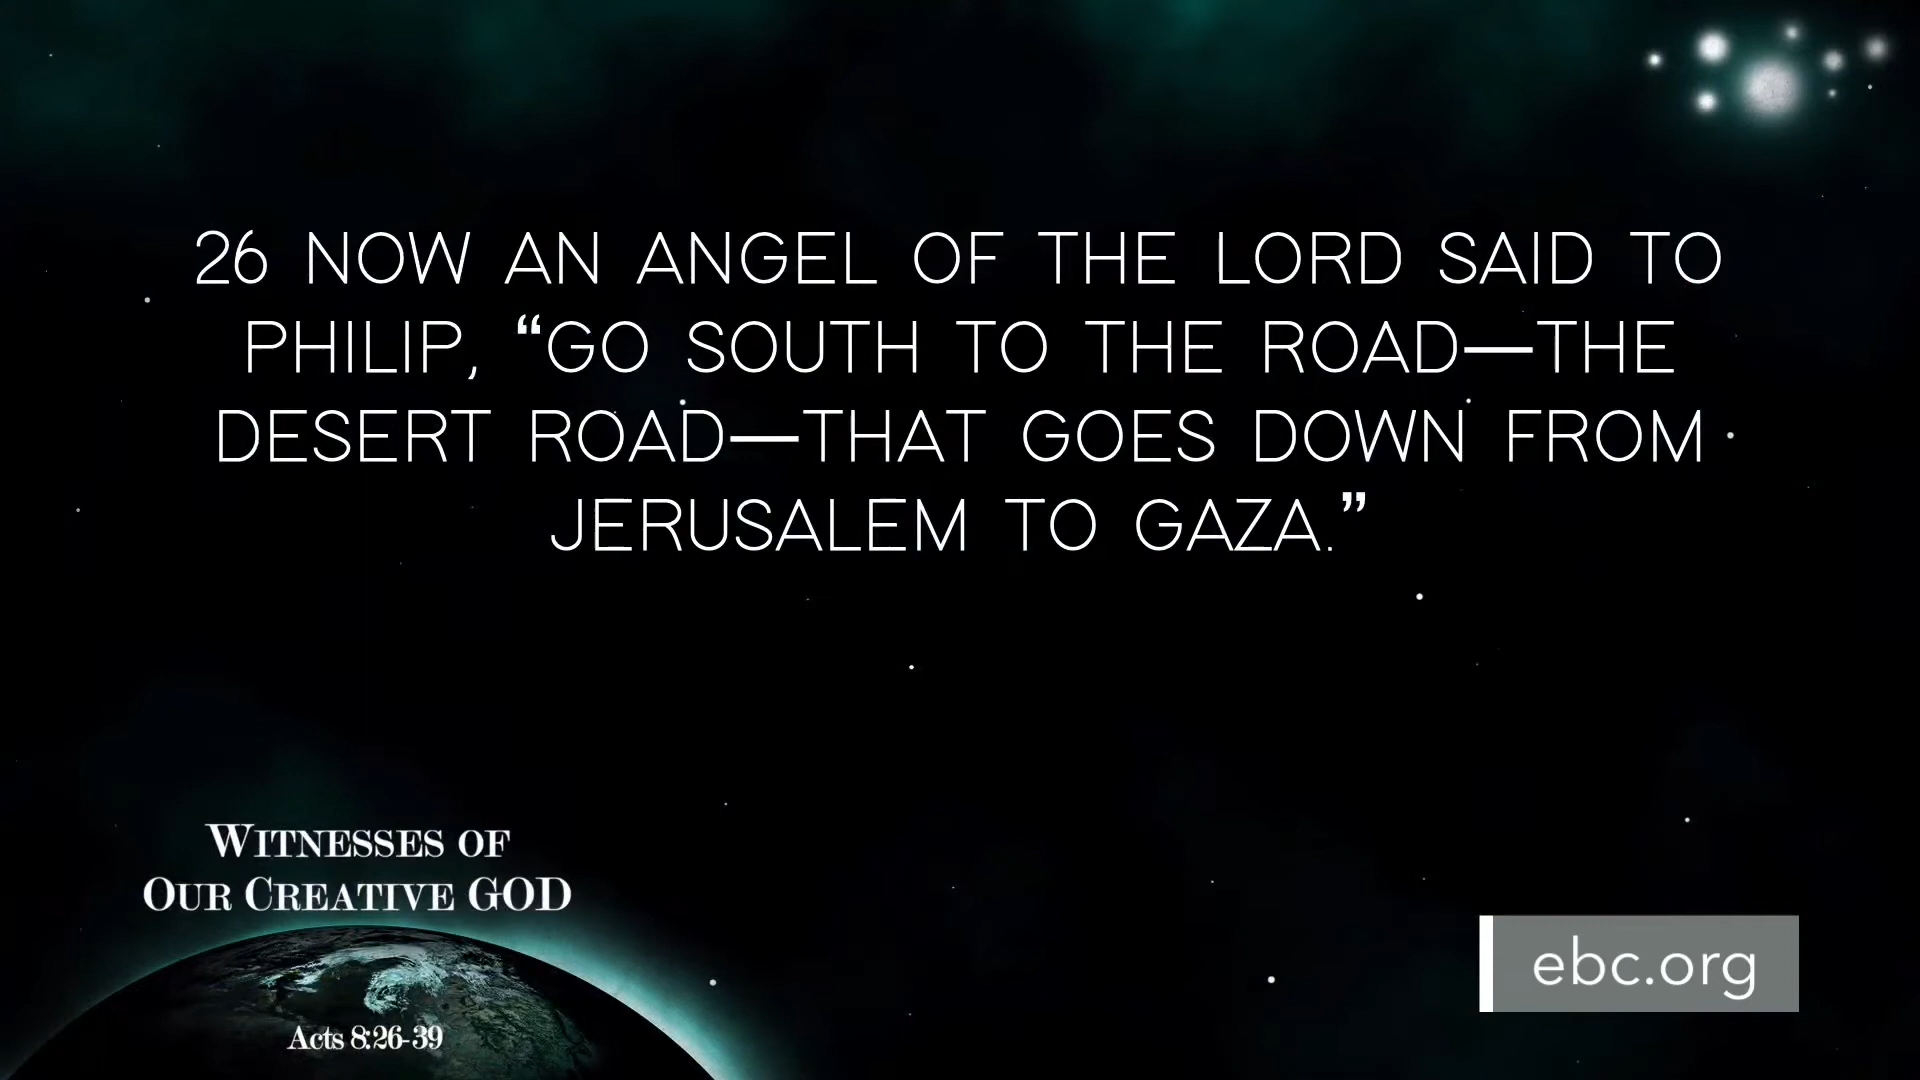 26 NOW AN ANGEL OF THE LORD SAID TO
PHILIP, “GO SOUTH TO THE ROAD—THE
DESERT ROAD—THAT GOES DOWN FROM
JERUSALEM TO GAZA.”
WITNESSES OF
OUR CREATIVE GOD
Acts 8:26-39
ebc.org